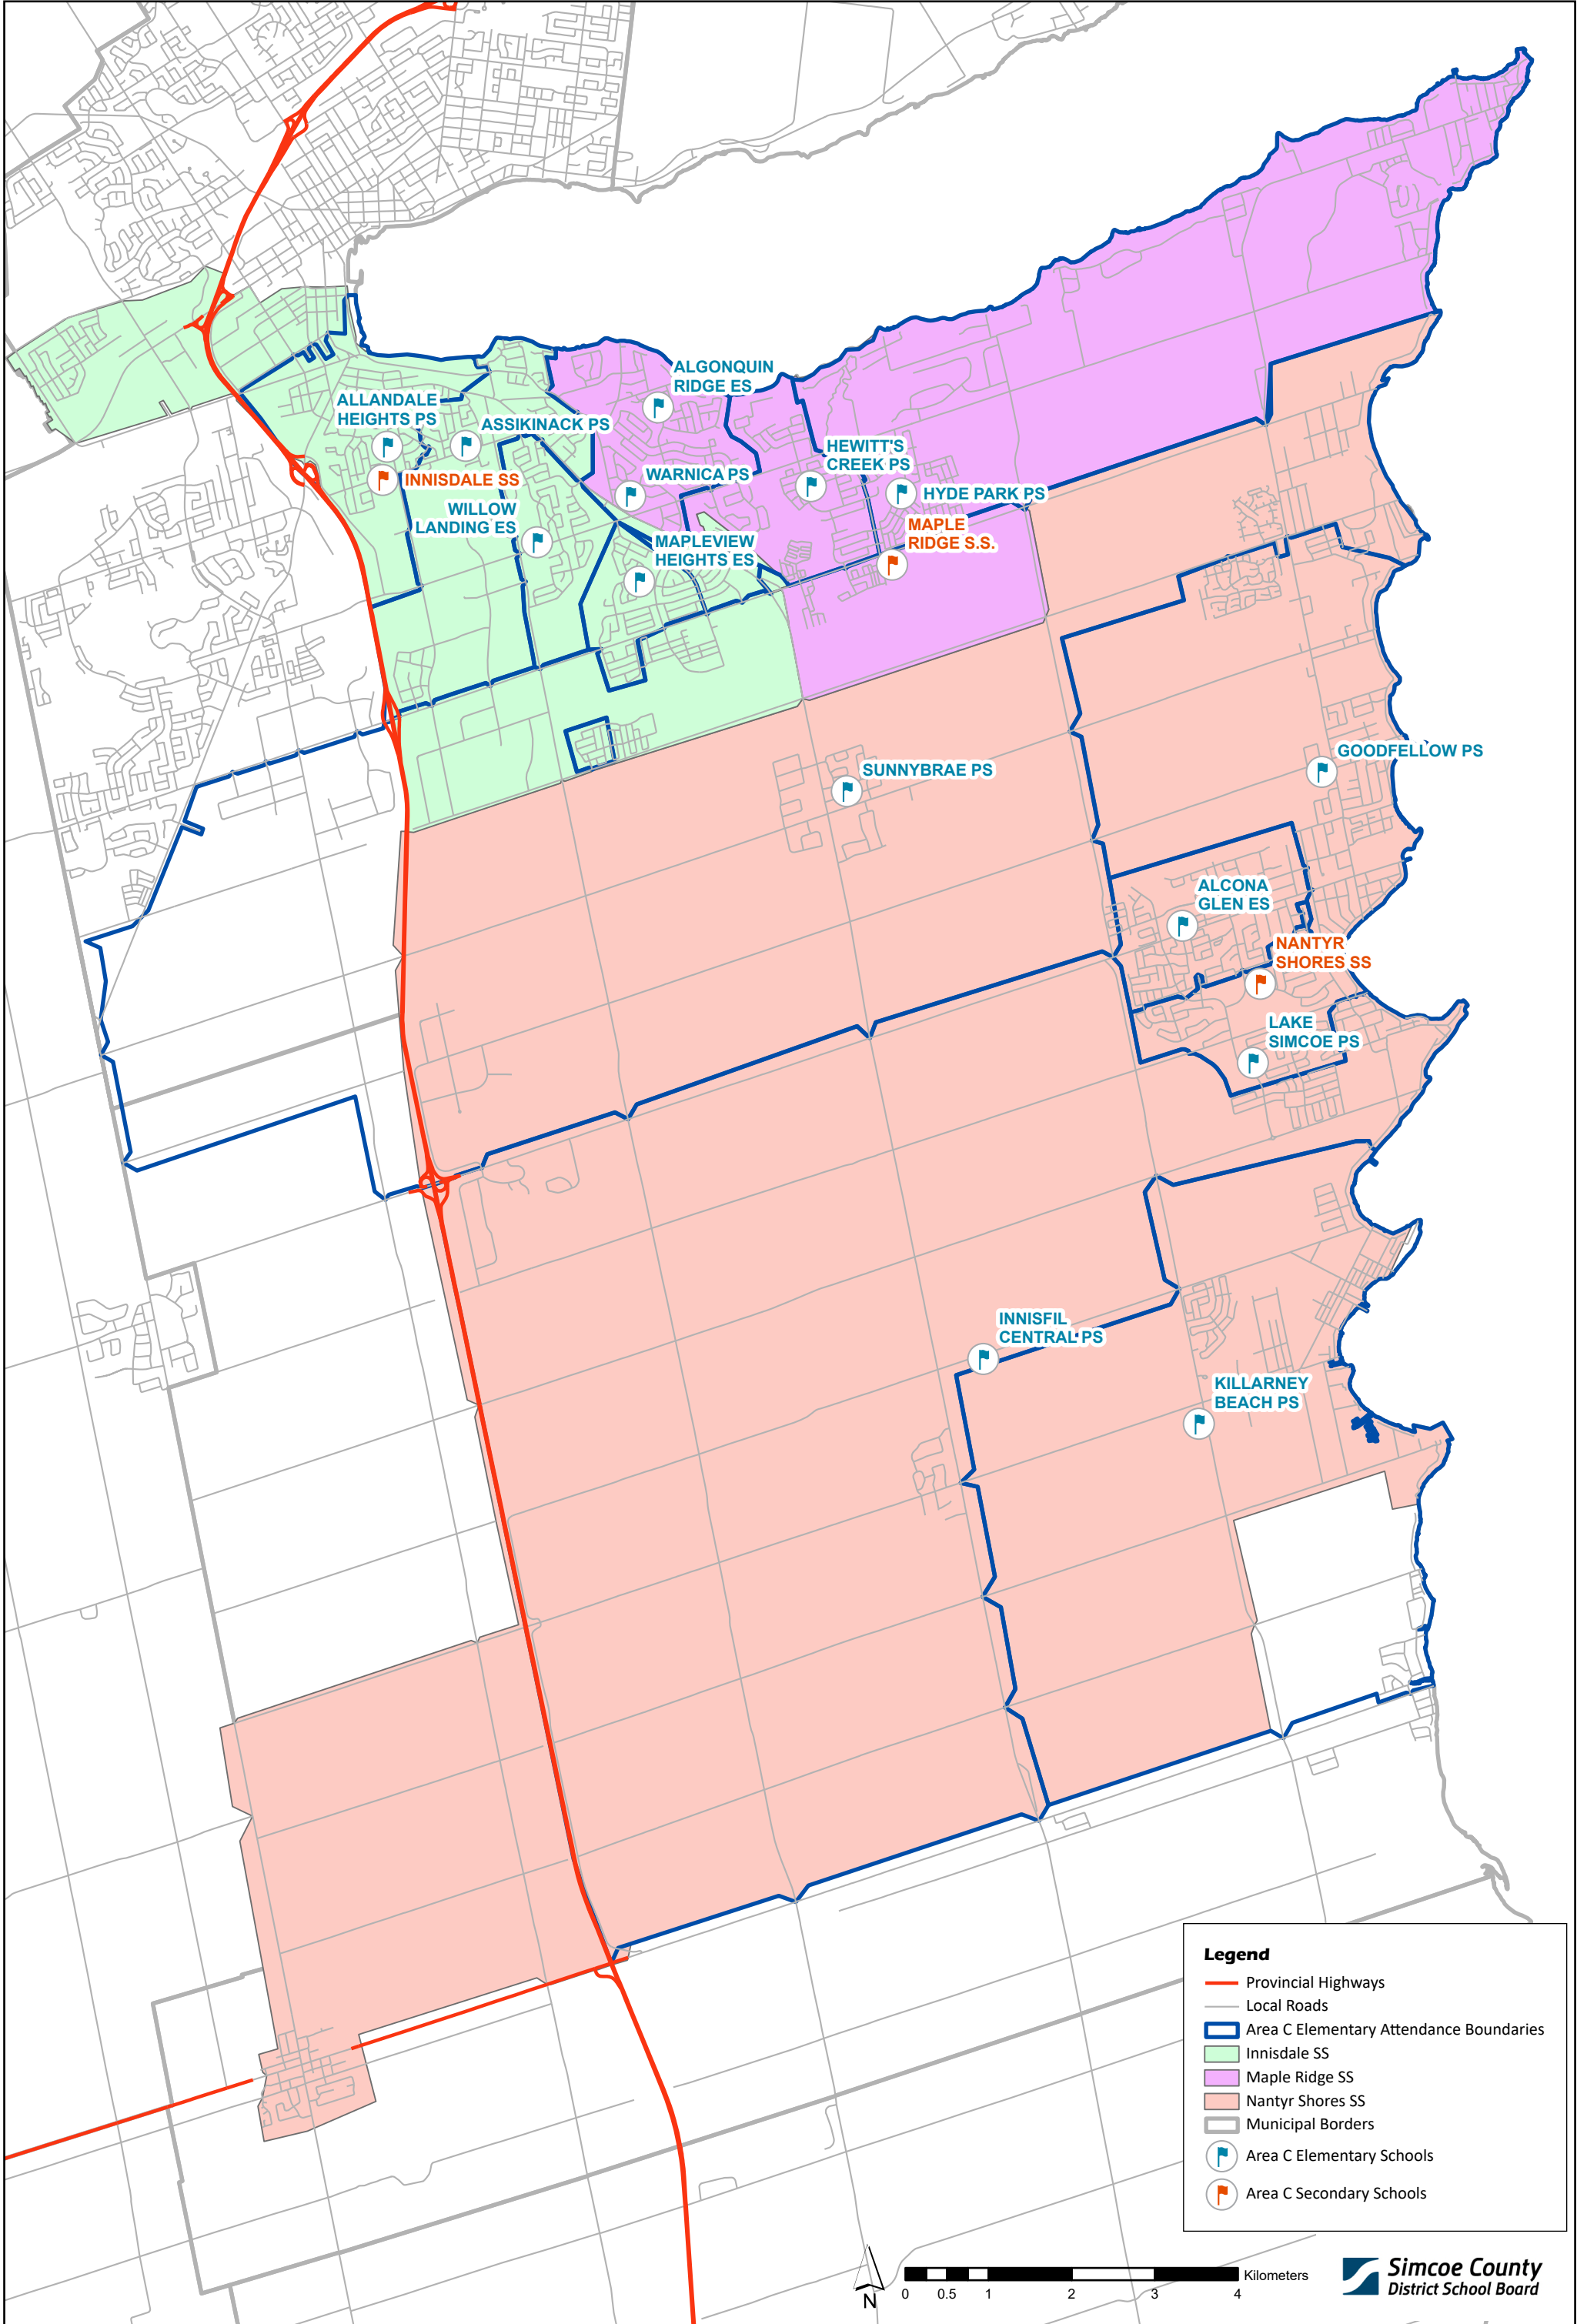 ALGONQUIN
RIDGE ES
ALLANDALE
HEIGHTS PS
ASSIKINACK PS
HEWITT'S
CREEK PS
WARNICA PS
INNISDALE SS
HYDE PARK PS
WILLOW
LANDING ES
MAPLE
RIDGE S.S.
MAPLEVIEW
HEIGHTS ES
GOODFELLOW PS
SUNNYBRAE PS
ALCONA
GLEN ES
NANTYR
SHORES SS
LAKE
SIMCOE PS
INNISFIL
CENTRAL PS
KILLARNEY
BEACH PS
Legend
Provincial Highways
Local Roads
Area C Elementary Attendance Boundaries
Innisdale SS
Maple Ridge SS
Nantyr Shores SS
Municipal Borders
Area C Elementary Schools
Area C Secondary Schools
N
Kilometers
0 0.5 1 2 3 4
Simcoe County
District School Board